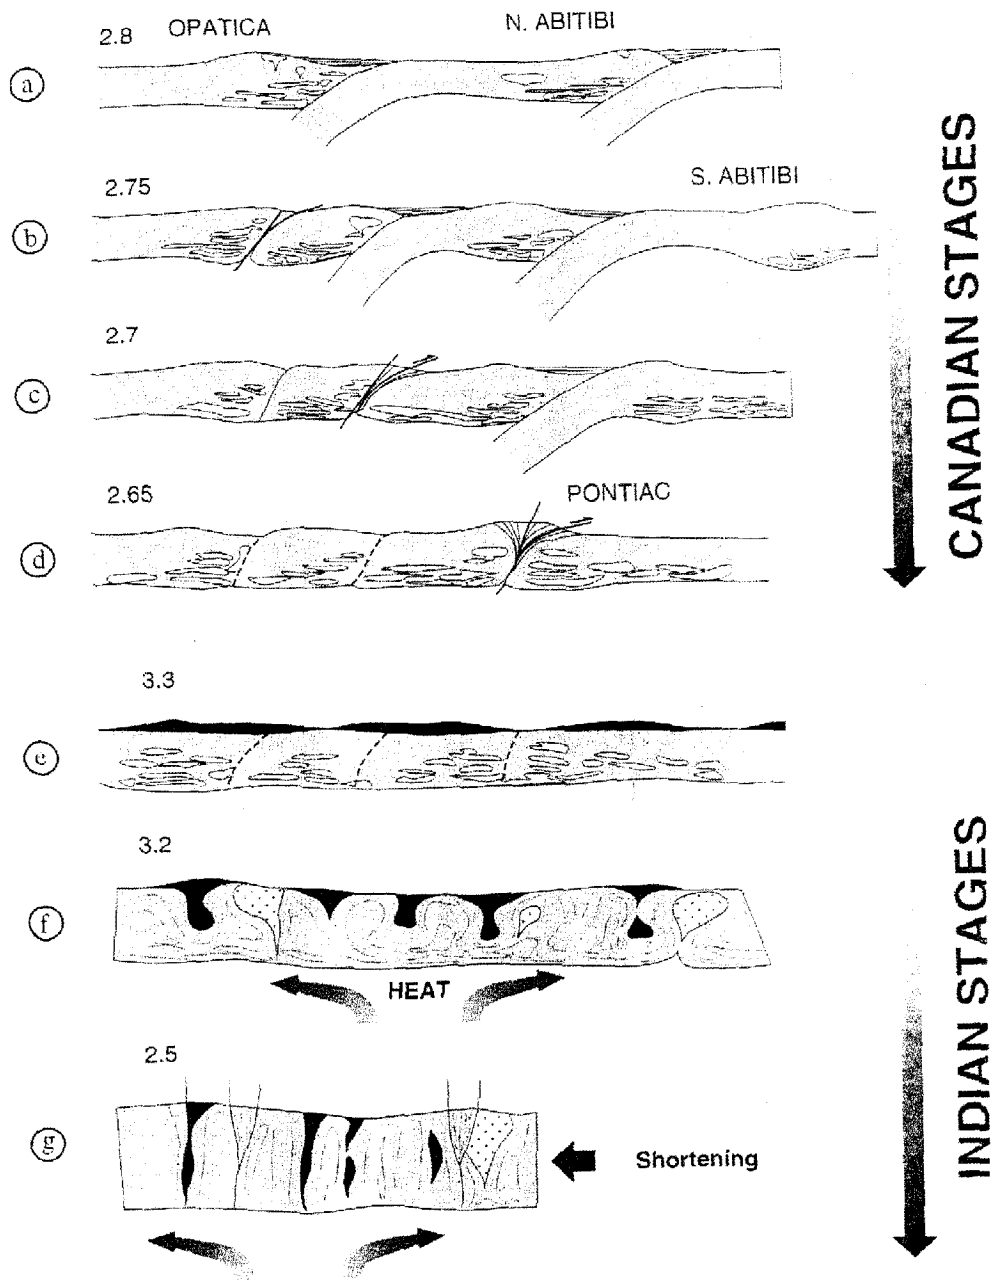 2.8 OPATICA N. ABITIBI
a
2.75 S. ABITIBI
b
2.7
c
2.65 PONTIAC
d
CANADIAN STAGES
3.3
e
3.2
f
HEAT
2.5
g
Shortening
INDIAN STAGES